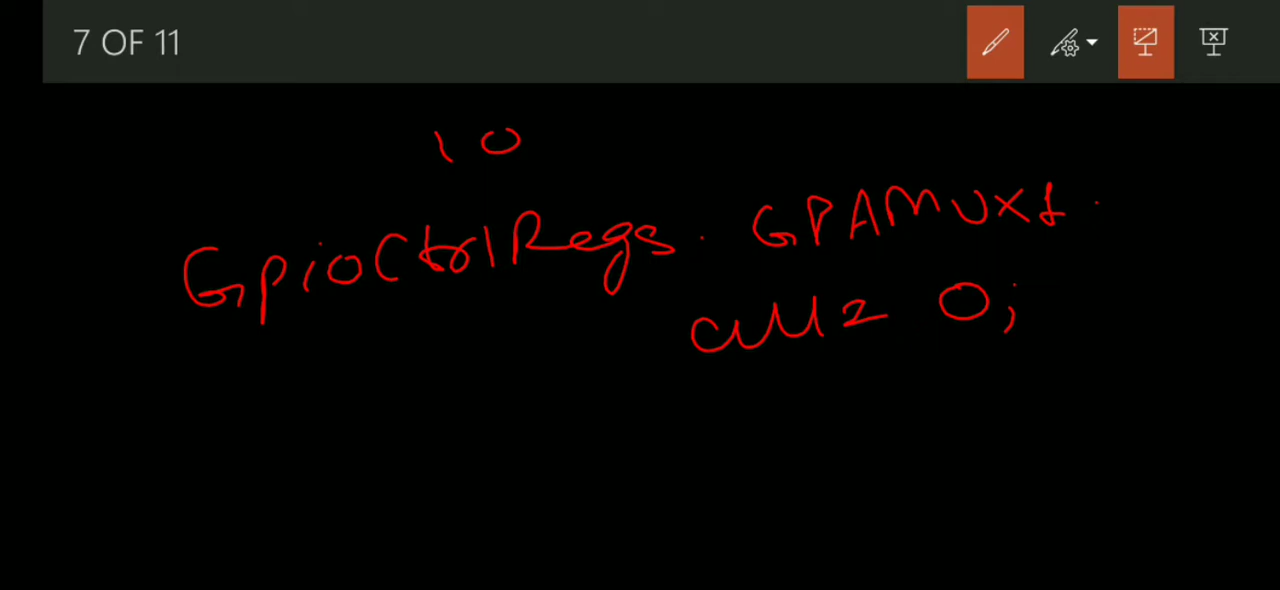 7 OF 11
10
GpioCtrlRegs. GPAMUX1.
all = 0;